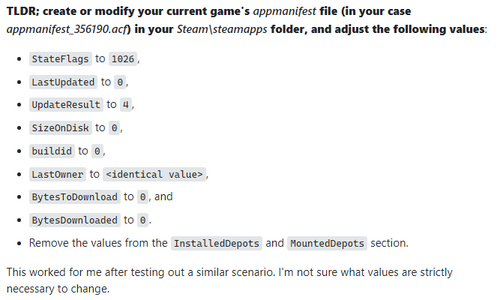 TLDR; create or modify your current game's appmanifest file (in your case
appmanifest_356190.acf) in your Steam\steamapps folder, and adjust the following values:
• StateFlags to 1026,
• LastUpdated to 0,
• UpdateResult to 4,
• SizeOnDisk to 0,
• buildid to 0,
• LastOwner to <identical value>,
• BytesToDownload to 0, and
• BytesDownloaded to 0.
• Remove the values from the InstalledDepots and MountedDepots section.
This worked for me after testing out a similar scenario. I'm not sure what values are strictly
necessary to change.